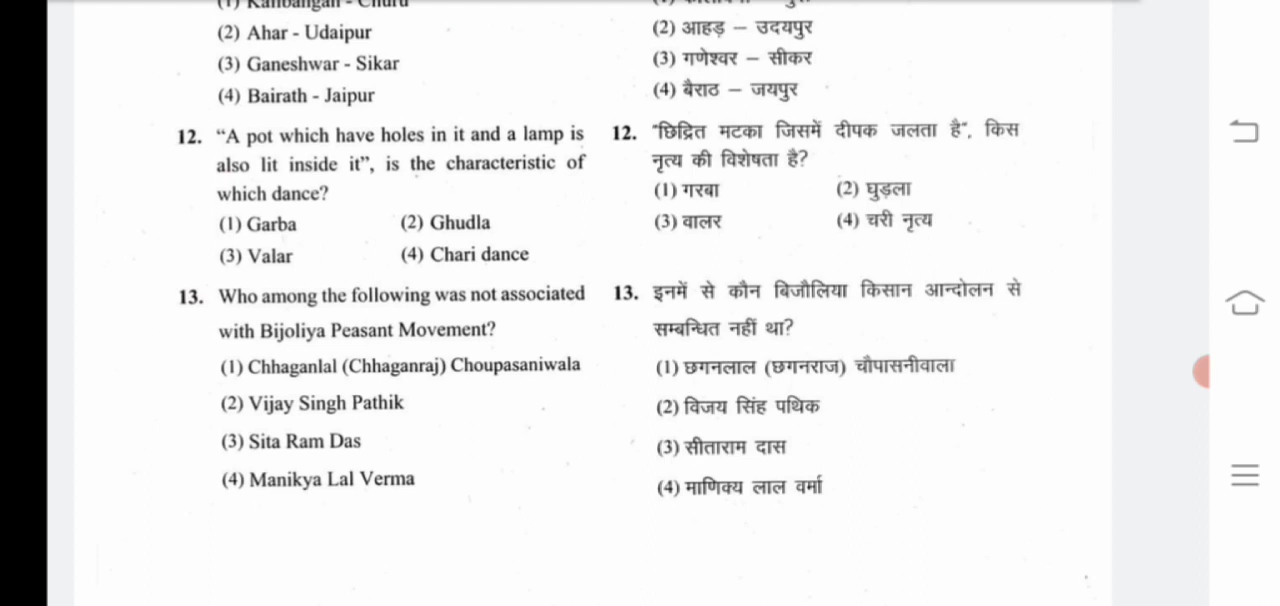 (1) Kalibangan - Churu
(2) Ahar - Udaipur
(3) Ganeshwar - Sikar
(4) Bairath - Jaipur
12. “A pot which have holes in it and a lamp is
also lit inside it”, is the characteristic of
which dance?
(1) Garba (2) Ghudla
(3) Valar (4) Chari dance
13. Who among the following was not associated
with Bijoliya Peasant Movement?
(1) Chhaganlal (Chhaganraj) Choupasaniwala
(2) Vijay Singh Pathik
(3) Sita Ram Das
(4) Manikya Lal Verma
(2) आहड़ – उदयपुर
(3) गणेश्वर – सीकर
(4) बैराठ – जयपुर
12. "छिद्रित मटका जिसमें दीपक जलता है", किस
नृत्य की विशेषता है?
(1) गरबा (2) घुड़ला
(3) वालर (4) चरी नृत्य
13. इनमें से कौन बिजौलिया किसान आन्दोलन से
सम्बन्धित नहीं था?
(1) छगनलाल (छगनराज) चौपासनीवाला
(2) विजय सिंह पथिक
(3) सीताराम दास
(4) माणिक्य लाल वर्मा